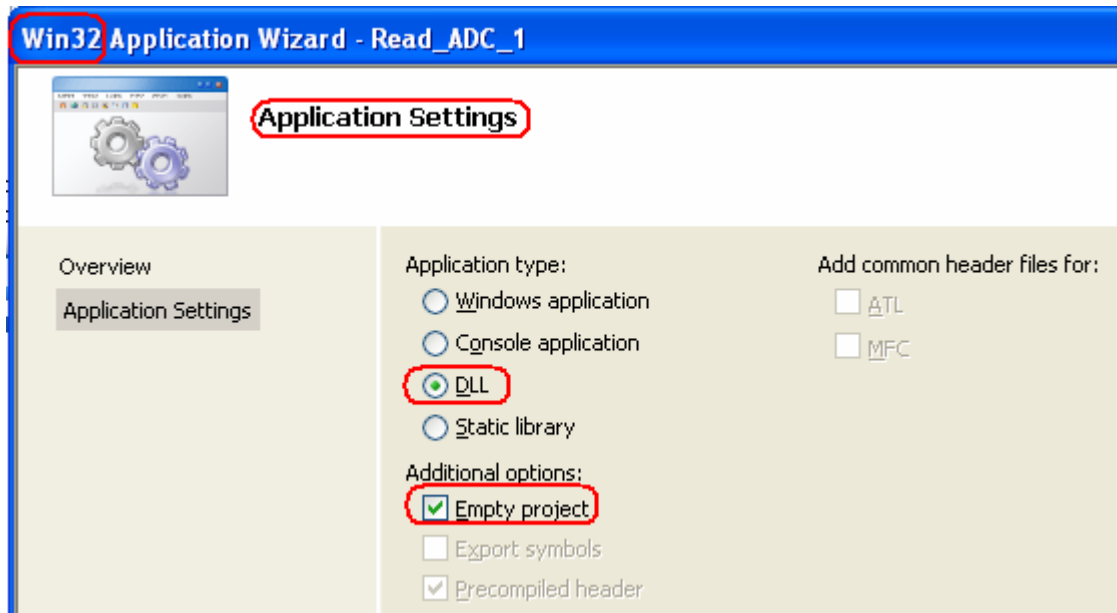 Win32 Application Wizard - Read_ADC_1
Application Settings
Overview
Application Settings
Application type:
Windows application
Console application
DLL
Static library
Additional options:
Empty project
Export symbols
Precompiled header
Add common header files for:
ATL
MFC